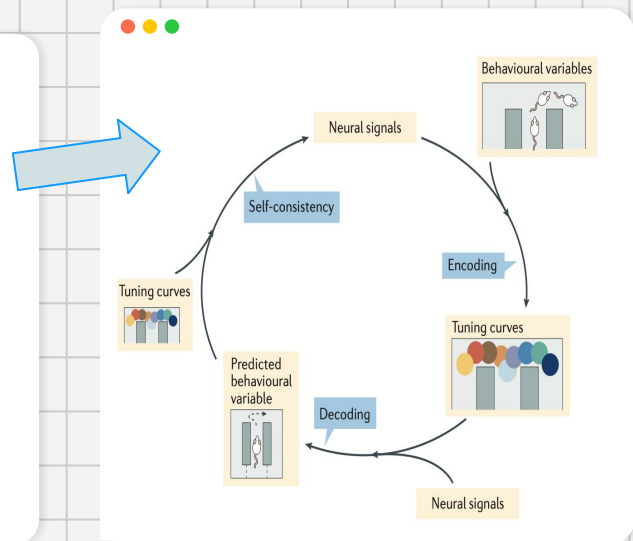 Behavioural variables
Neural signals
Self-consistency
Encoding
Tuning curves
Tuning curves
Predicted
behavioural
variable
Decoding
Neural signals